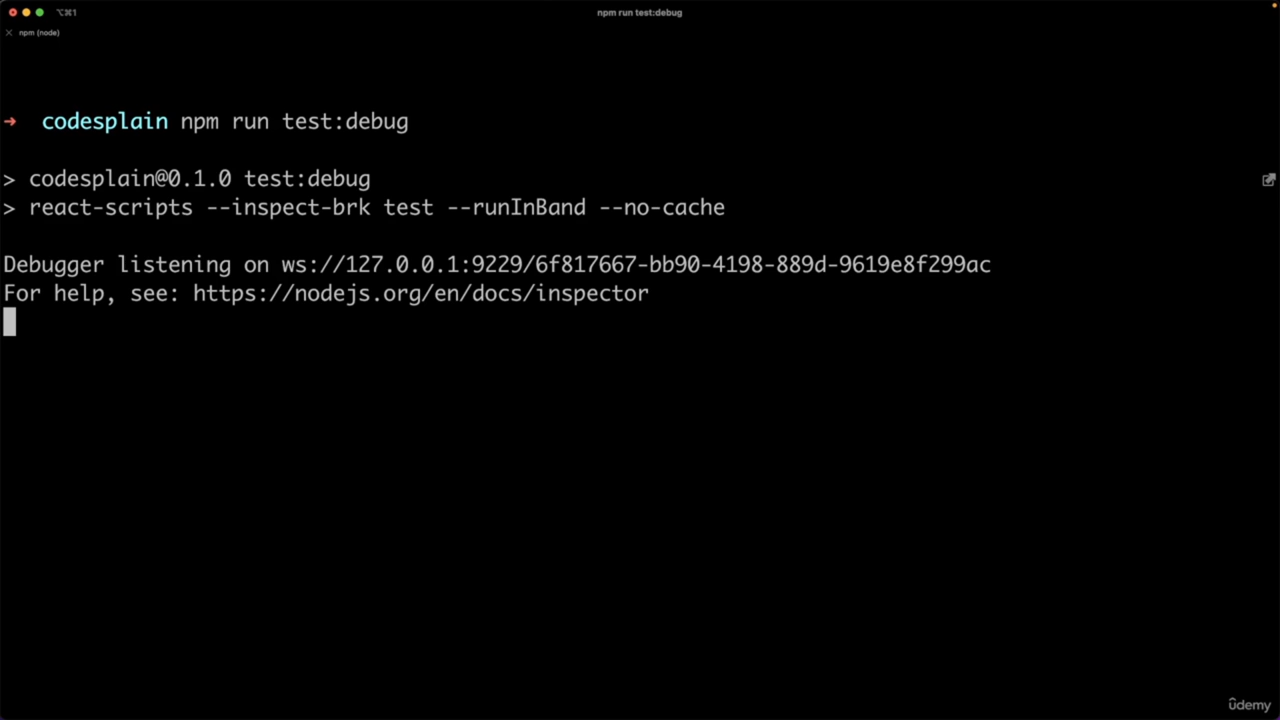 ⌥⌘1
npm run test:debug
npm (node)
➜ codesplain npm run test:debug
> codesplain@0.1.0 test:debug
> react-scripts --inspect-brk test --runInBand --no-cache
Debugger listening on ws://127.0.0.1:9229/6f817667-bb90-4198-889d-9619e8f299ac
For help, see: https://nodejs.org/en/docs/inspector
ûdemy